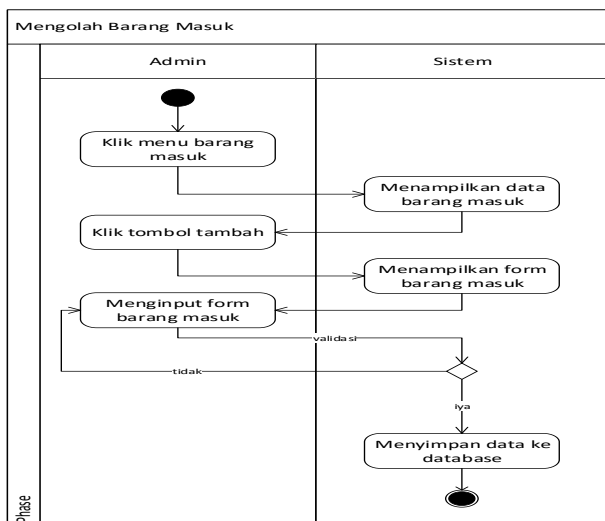 Mengolah Barang Masuk
Admin
Sistem
Klik menu barang
masuk
Menampilkan data
barang masuk
Klik tombol tambah
Menampilkan form
barang masuk
Menginput form
barang masuk
validasi
tidak
iya
Menyimpan data ke
database
Phase